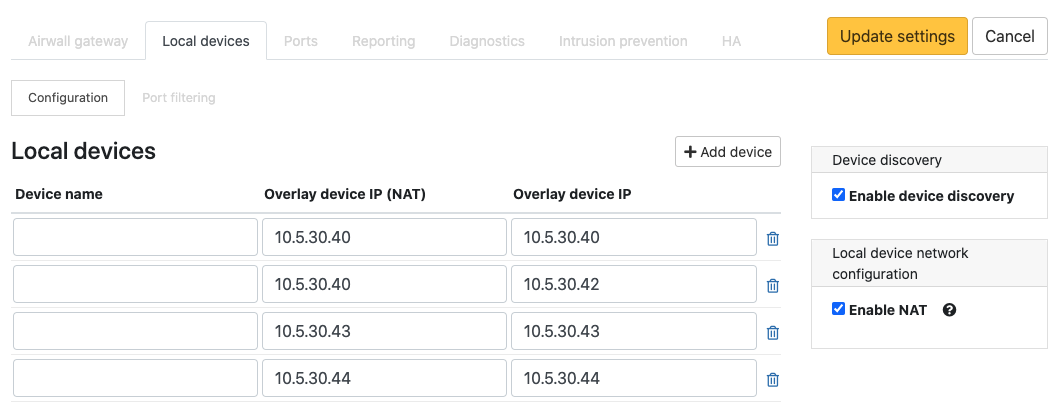 Airwall gateway Local devices Ports Reporting Diagnostics Intrusion prevention HA Update settings Cancel
Configuration Port filtering
Local devices
Add device
Device name Overlay device IP (NAT) Overlay device IP
10.5.30.40 10.5.30.40
10.5.30.40 10.5.30.42
10.5.30.43 10.5.30.43
10.5.30.44 10.5.30.44
Device discovery
Enable device discovery
Local device network
configuration
Enable NAT ?